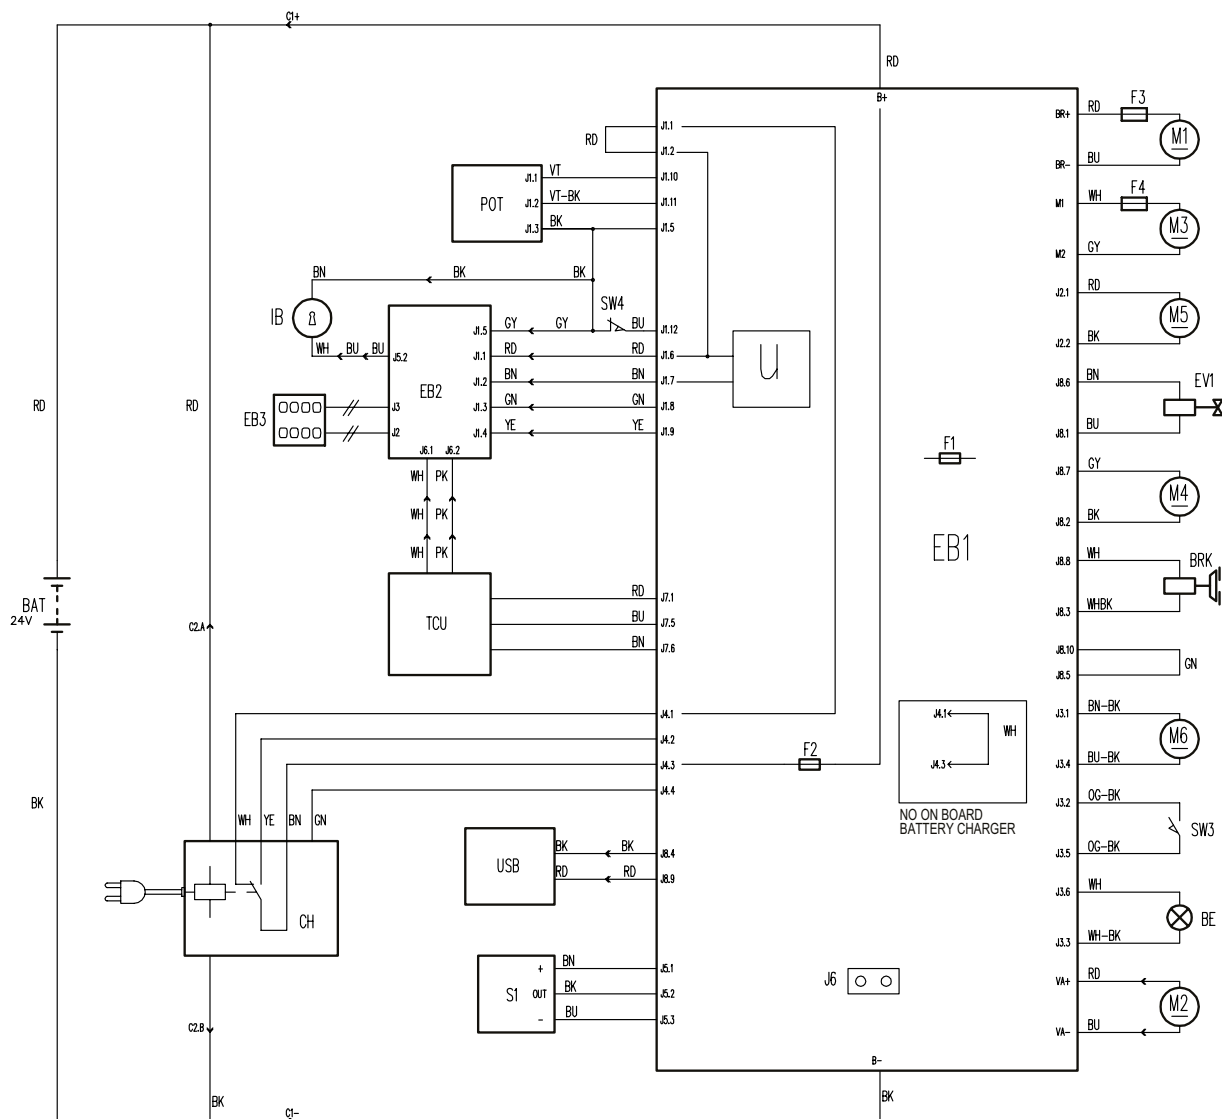 C1+
RD
B+
BR+ RD F3
M1
BR- BU
M1 WH F4
M3
M2 GY
J2.1 RD
M5
J2.2 BK
J8.6 BN
EV1
J8.1 BU
J8.7 GY
M4
J8.2 BK
J8.8 WH
BRK
J8.3 WHBK
J8.10
GN
J8.5
J3.1 BN-BK
M6
J3.4 BU-BK
J3.2 OG-BK
SW3
J3.5 OG-BK
J3.6 WH
BE
J3.3 WH-BK
VA+ RD
M2
VA- BU
J1.1
RD
J1.2
POT
J1.1 VT J1.10
J1.2 VT-BK J1.11
J1.3 BK J1.5
BN BK BK
IB
SW4
J1.5 GY GY BU J1.12
WH BU BU J5.2
J1.1 RD RD J1.6
J1.2 BN BN J1.7
EB2
J1.3 GN GN J1.8
J1.4 YE YE J1.9
EB3
J3
J2
J6.1 J6.2
U
RD
RD
F1
EB1
WH PK
WH PK
WH PK
TCU
RD J7.1
BU J7.5
BN J7.6
BAT
24V
C2.A
J4.1
J4.2
J4.3
J4.4
F2
J4.1
WH
J4.3
NO ON BOARD
BATTERY CHARGER
BK
WH YE BN GN
CH
USB
BK BK J8.4
RD RD J8.9
S1
+ BN J5.1
OUT BK J5.2
- BU J5.3
J6
C2.B
B-
BK
BK
C1-